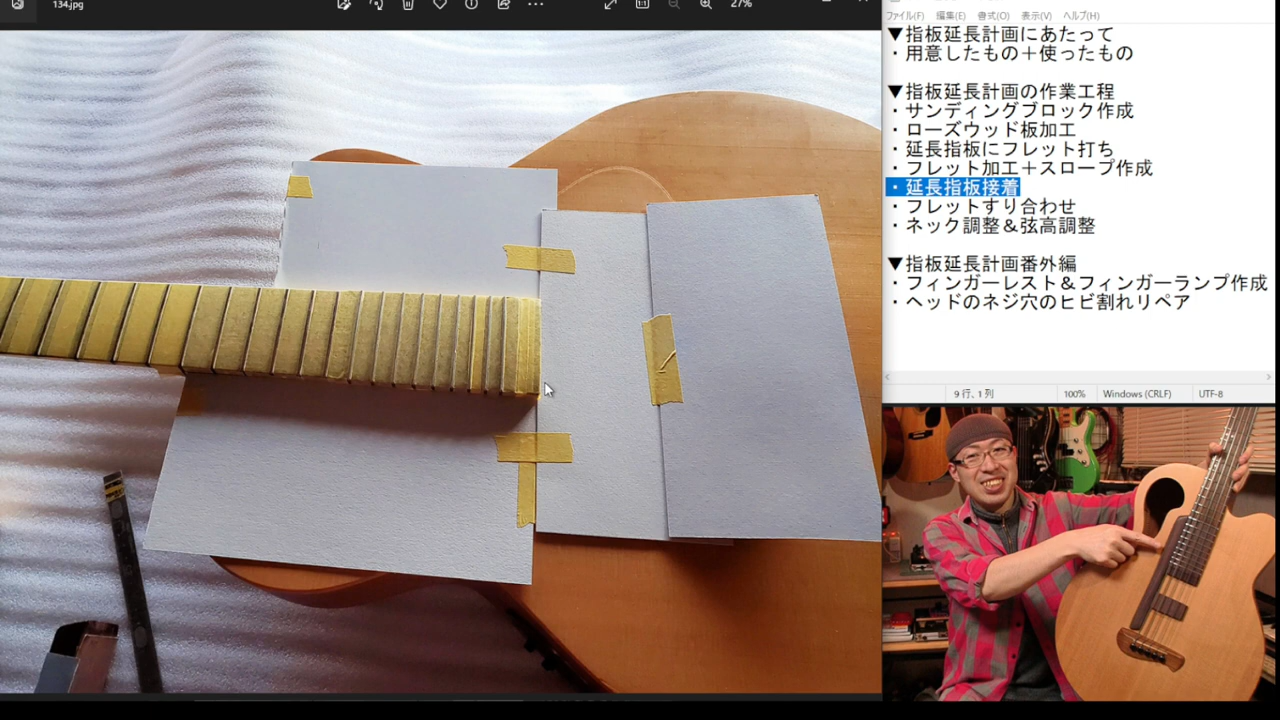 134.jpg
27%
ファイル(F) 編集(E) 書式(O) 表示(V) ヘルプ(H)
▼指板延長計画にあたって
・用意したもの＋使ったもの
▼指板延長計画の作業工程
・サンディングブロック作成
・ローズウッド板加工
・延長指板にフレット打ち
・フレット加工＋スロープ作成
・延長指板接着
・フレットすり合わせ
・ネック調整＆弦高調整
▼指板延長計画番外編
・フィンガーレスト＆フィンガーランプ作成
・ヘッドのネジ穴のヒビ割れリペア
9 行、1 列 100% Windows (CRLF) UTF-8